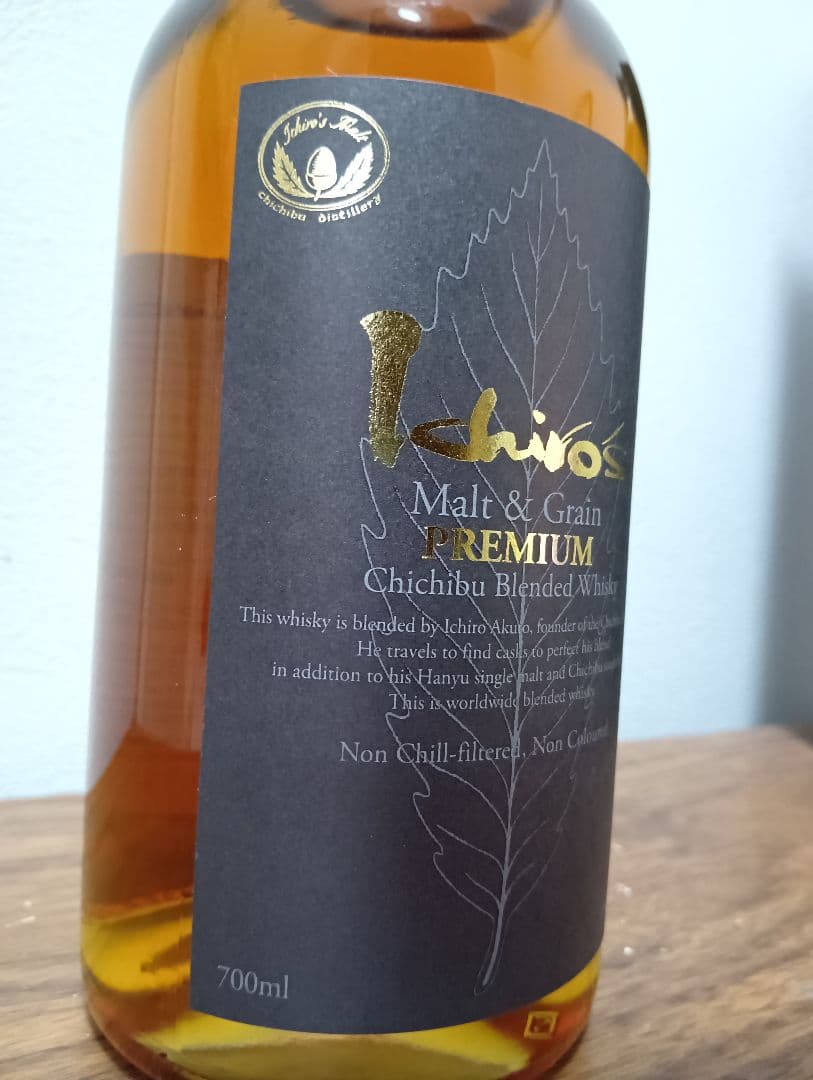 Ichiro's Malt
chichibu distillery
Ichiro's
Malt & Grain
PREMIUM
Chichibu Blended Whisky
This whisky is blended by Ichiro Akuto, founder of the
He travels to find casks to perfect his blend
in addition to his Hanyu single malt and Chichibu
This is worldwide blended whisky
Non Chill-filtered, Non Coloured
700ml